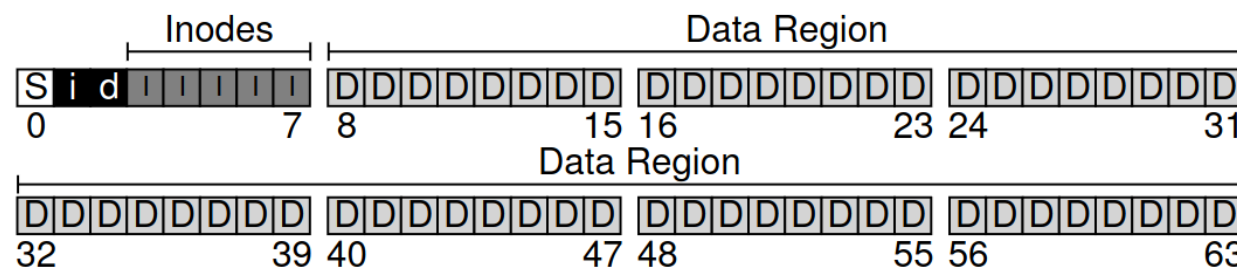 Inodes Data Region
S i d I I I I I D D D D D D D D D D D D D D D D D D D D D D D D
0 7 8 15 16 23 24 31
Data Region
D D D D D D D D D D D D D D D D D D D D D D D D D D D D D D D D
32 39 40 47 48 55 56 63